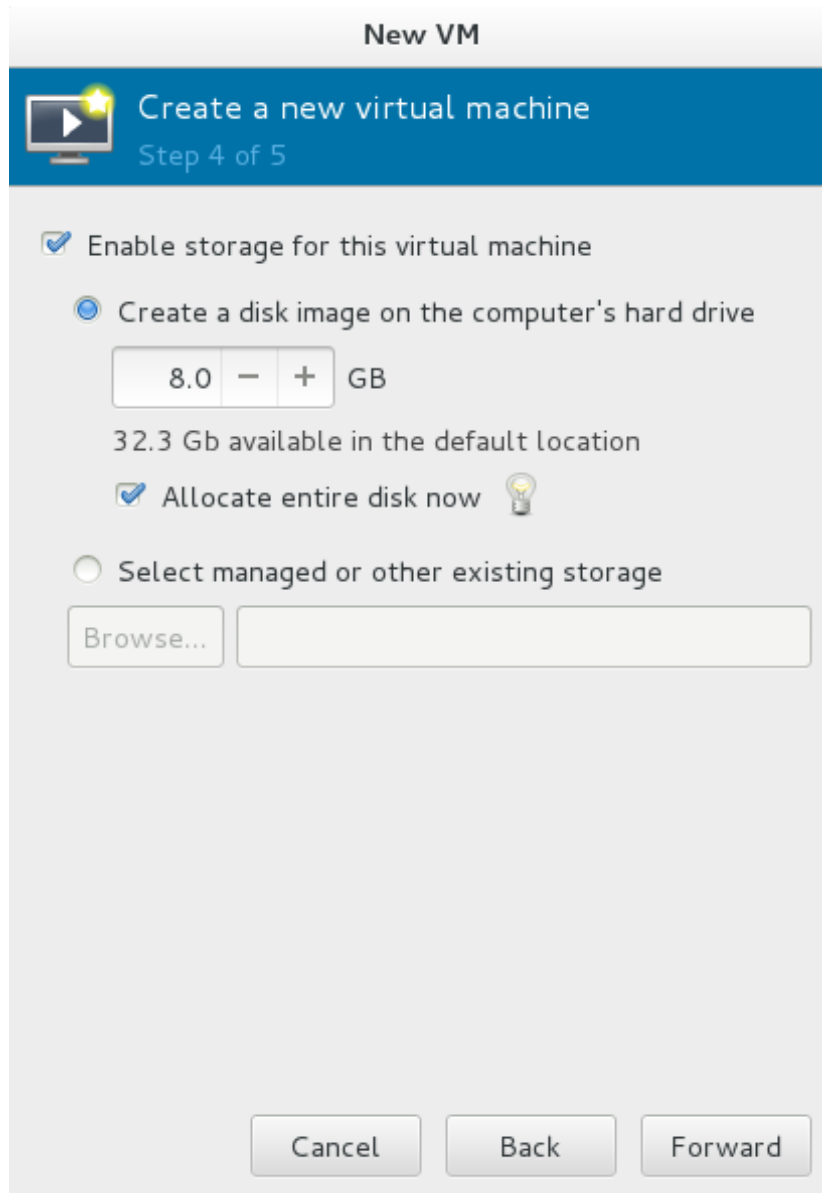 New VM
Create a new virtual machine
Step 4 of 5
Enable storage for this virtual machine
Create a disk image on the computer's hard drive
8.0 − + GB
32.3 Gb available in the default location
Allocate entire disk now
Select managed or other existing storage
Browse...
Cancel Back Forward